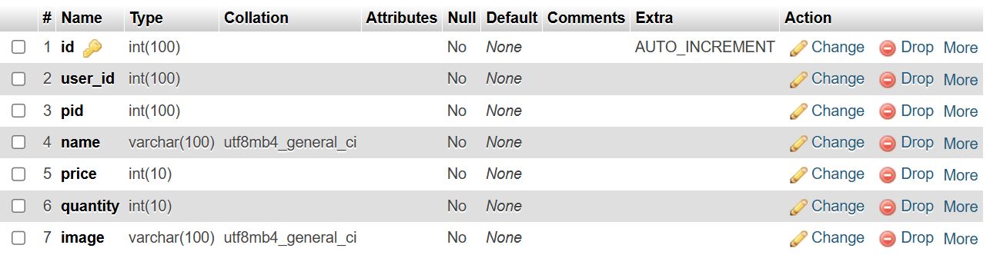 # Name Type Collation Attributes Null Default Comments Extra Action
1 id int(100) No None AUTO_INCREMENT Change Drop More
2 user_id int(100) No None Change Drop More
3 pid int(100) No None Change Drop More
4 name varchar(100) utf8mb4_general_ci No None Change Drop More
5 price int(10) No None Change Drop More
6 quantity int(10) No None Change Drop More
7 image varchar(100) utf8mb4_general_ci No None Change Drop More